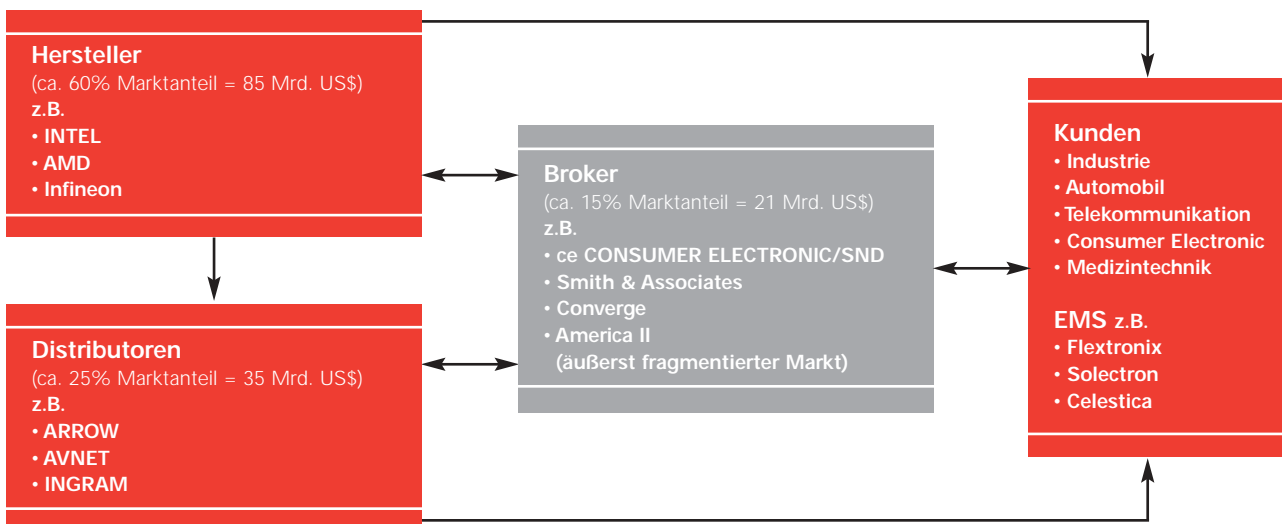 Hersteller
(ca. 60% Marktanteil = 85 Mrd. US$)
z.B.
• INTEL
• AMD
• Infineon
Distributoren
(ca. 25% Marktanteil = 35 Mrd. US$)
z.B.
• ARROW
• AVNET
• INGRAM
Broker
(ca. 15% Marktanteil = 21 Mrd. US$)
z.B.
• ce CONSUMER ELECTRONIC/SND
• Smith & Associates
• Converge
• America II
(äußerst fragmentierter Markt)
Kunden
• Industrie
• Automobil
• Telekommunikation
• Consumer Electronic
• Medizintechnik
EMS z.B.
• Flextronix
• Solectron
• Celestica